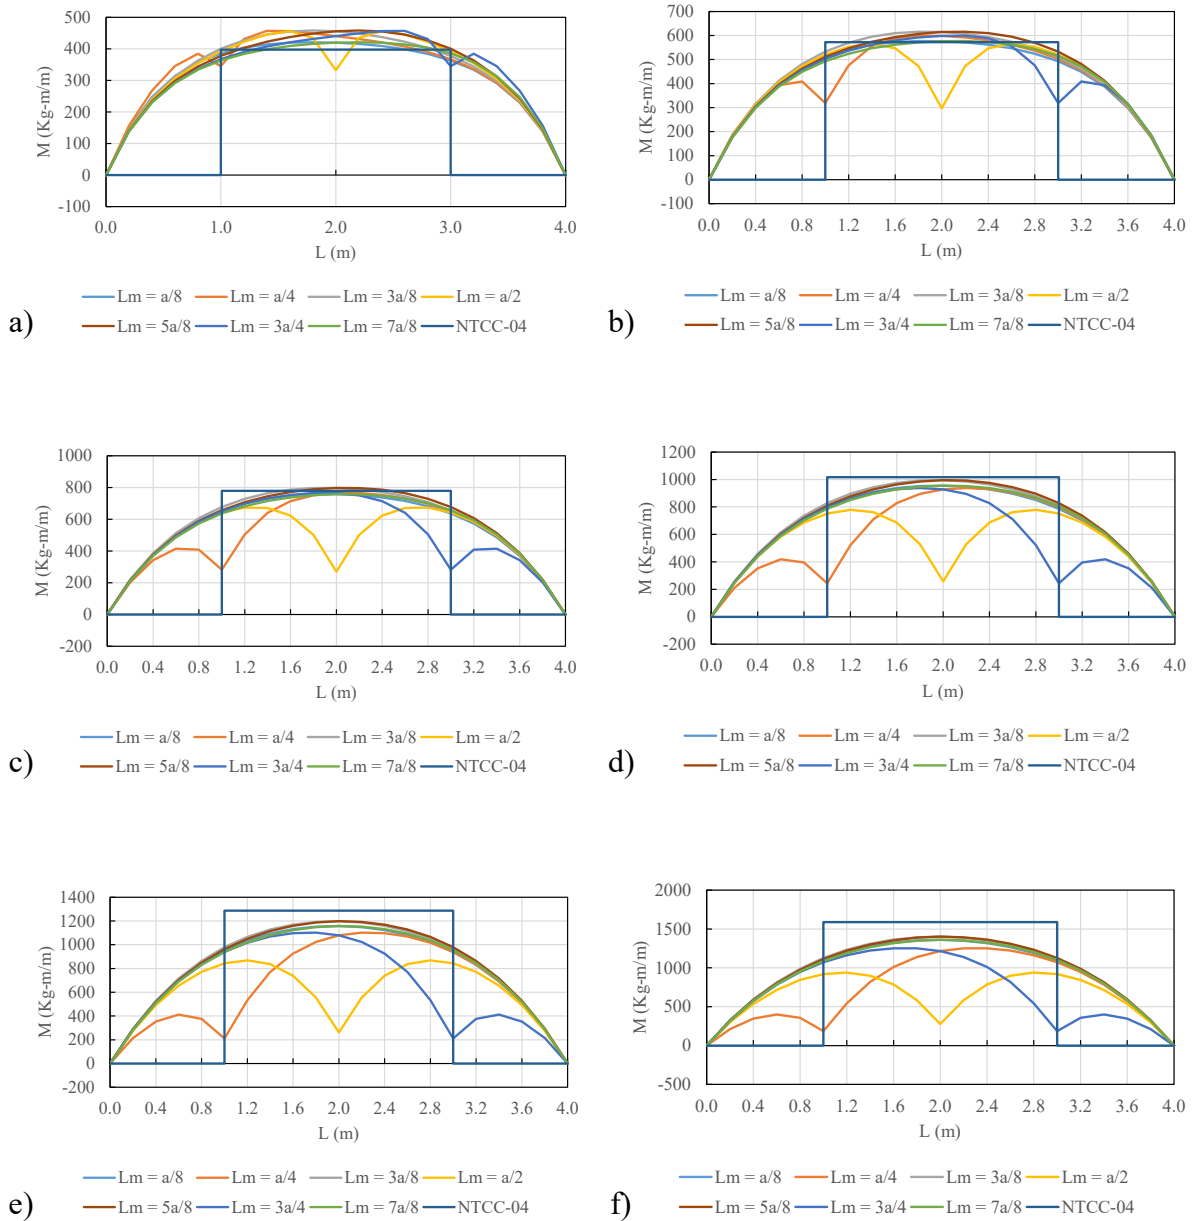 500
400
300
200
100
0
-100
M (Kg-m/m)
0.0 1.0 2.0 3.0 4.0
L (m)
Lm = a/8 Lm = a/4 Lm = 3a/8 Lm = a/2
Lm = 5a/8 Lm = 3a/4 Lm = 7a/8 NTCC-04
a)
700
600
500
400
300
200
100
0
-100
M (Kg-m/m)
0.0 0.4 0.8 1.2 1.6 2.0 2.4 2.8 3.2 3.6 4.0
L (m)
Lm = a/8 Lm = a/4 Lm = 3a/8 Lm = a/2
Lm = 5a/8 Lm = 3a/4 Lm = 7a/8 NTCC-04
b)
1000
800
600
400
200
0
-200
M (Kg-m/m)
0.0 0.4 0.8 1.2 1.6 2.0 2.4 2.8 3.2 3.6 4.0
L (m)
Lm = a/8 Lm = a/4 Lm = 3a/8 Lm = a/2
Lm = 5a/8 Lm = 3a/4 Lm = 7a/8 NTCC-04
c)
1200
1000
800
600
400
200
0
-200
M (Kg-m/m)
0.0 0.4 0.8 1.2 1.6 2.0 2.4 2.8 3.2 3.6 4.0
L (m)
Lm = a/8 Lm = a/4 Lm = 3a/8 Lm = a/2
Lm = 5a/8 Lm = 3a/4 Lm = 7a/8 NTCC-04
d)
1400
1200
1000
800
600
400
200
0
-200
M (Kg-m/m)
0.0 0.4 0.8 1.2 1.6 2.0 2.4 2.8 3.2 3.6 4.0
L (m)
Lm = a/8 Lm = a/4 Lm = 3a/8 Lm = a/2
Lm = 5a/8 Lm = 3a/4 Lm = 7a/8 NTCC-04
e)
2000
1500
1000
500
0
-500
M (Kg-m/m)
0.0 0.4 0.8 1.2 1.6 2.0 2.4 2.8 3.2 3.6 4.0
L (m)
Lm = a/8 Lm = a/4 Lm = 3a/8 Lm = a/2
Lm = 5a/8 Lm = 3a/4 Lm = 7a/8 NTCC-04
f)